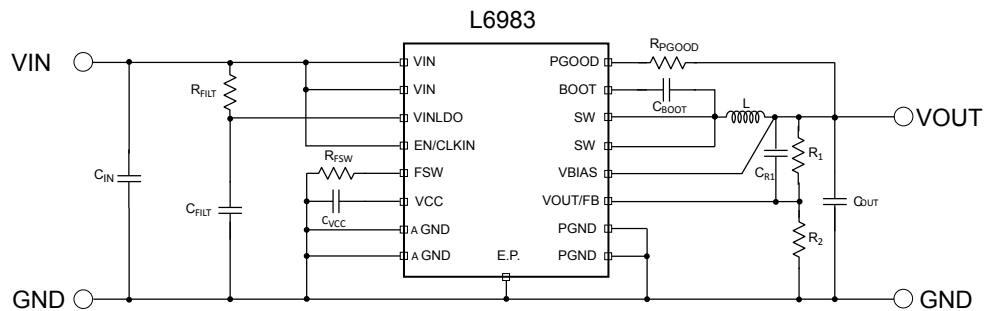 L6983
VIN
VIN
PGOOD
RPGOOD
RFILT
VIN
BOOT
CBOOT
L
VINLDO
SW
VOUT
EN/CLKIN
SW
RFSW
R1
CIN
FSW
VBIAS
CR1
CFILT
VCC
VOUT/FB
COUT
CVCC
A GND
PGND
R2
A GND
E.P.
PGND
GND
GND